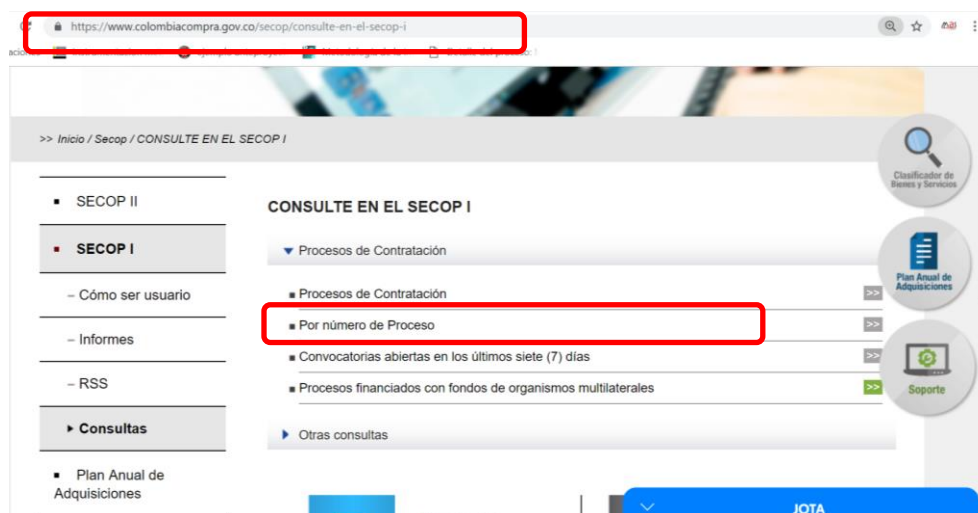 https://www.colombiacompra.gov.co/secop/consulte-en-el-secop-i
>> Inicio / Secop / CONSULTE EN EL SECOP I
Clasificador de
Bienes y Servicios
▪ SECOP II
CONSULTE EN EL SECOP I
▪ SECOP I
Procesos de Contratación
Plan Anual de
Adquisiciones
– Cómo ser usuario
Procesos de Contratación
>>
Por número de Proceso
>>
– Informes
Convocatorias abiertas en los últimos siete (7) días
>>
– RSS
Procesos financiados con fondos de organismos multilaterales
>>
Soporte
Consultas
Otras consultas
▪ Plan Anual de
Adquisiciones
JOTA